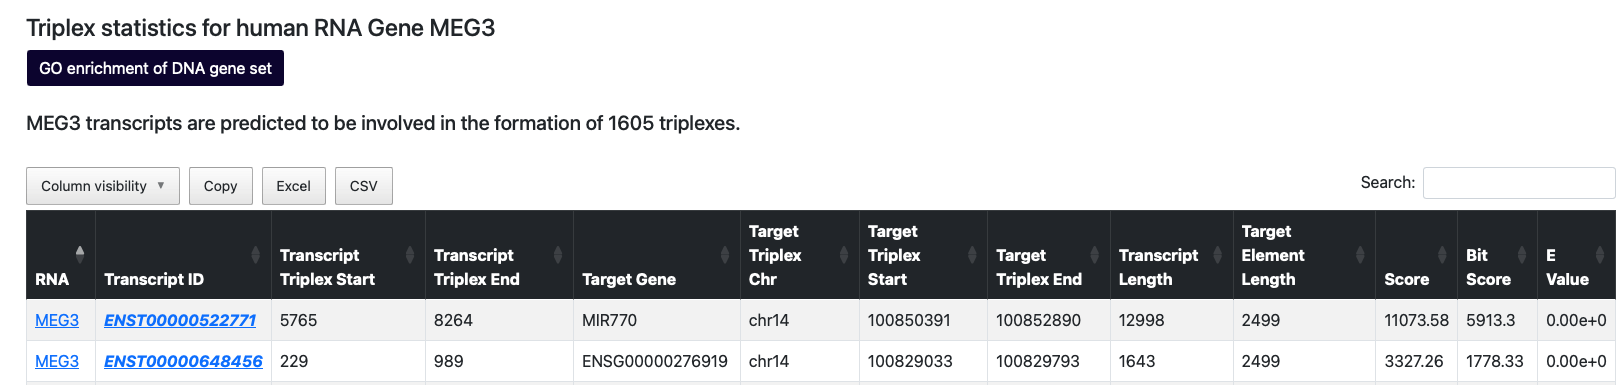 Triplex statistics for human RNA Gene MEG3
GO enrichment of DNA gene set
MEG3 transcripts are predicted to be involved in the formation of 1605 triplexes.
Column visibility ▼ Copy Excel CSV Search:
RNA Transcript ID Transcript Triplex Start Transcript Triplex End Target Gene Target Triplex Chr Target Triplex Start Target Triplex End Transcript Length Target Element Length Score Bit Score E Value
MEG3 ENST00000522771 5765 8264 MIR770 chr14 100850391 100852890 12998 2499 11073.58 5913.3 0.00e+0
MEG3 ENST00000648456 229 989 ENSG00000276919 chr14 100829033 100829793 1643 2499 3327.26 1778.33 0.00e+0